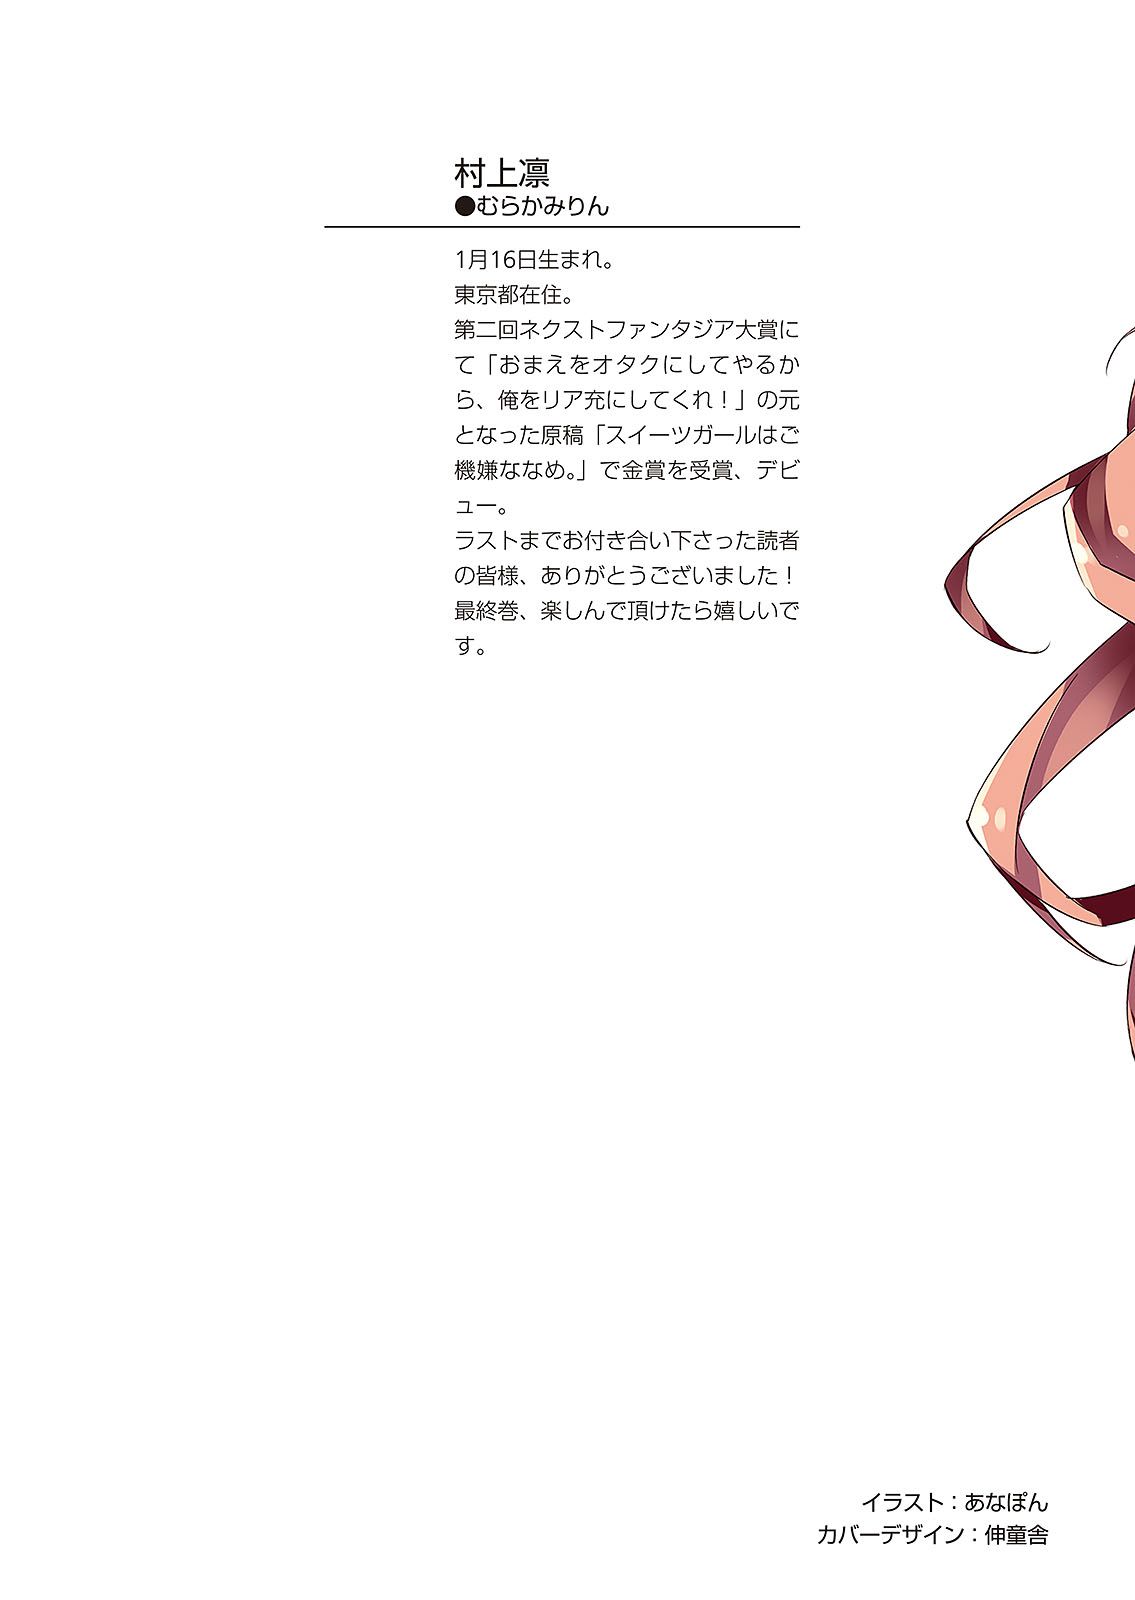 村上凛
●むらかみりん
1月16日生まれ。
東京都在住。
第二回ネクストファンタジア大賞に
て「おまえをオタクにしてやるか
ら、俺をリア充にしてくれ！」の元
となった原稿「スイーツガールはご
機嫌ななめ。」で金賞を受賞、デビ
ュー。
ラストまでお付き合い下さった読者
の皆様、ありがとうございました！
最終巻、楽しんで頂けたら嬉しいで
す。
イラスト：あなぽん
カバーデザイン：伸童舎